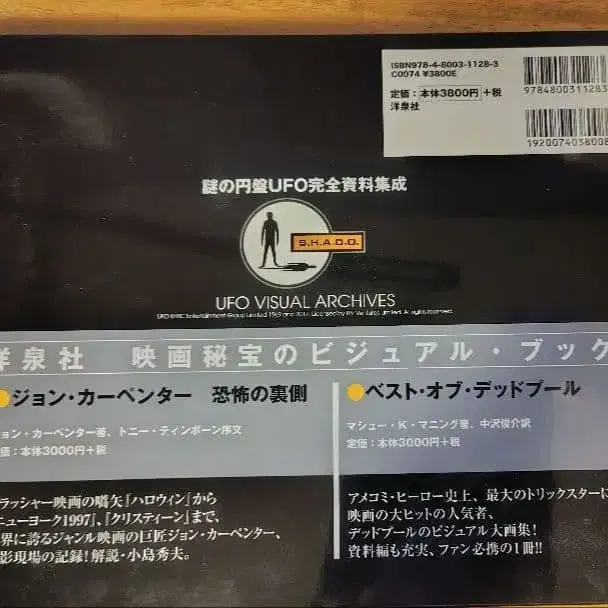 ISBN978-4-8003-1128-3
C0074 ¥3800E
定価：本体3800円+税
洋泉社
978480031128
192007403800
謎の円盤UFO完全資料集成
S.H.A.D.O.
UFO VISUAL ARCHIVES
洋泉社　映画秘宝のビジュアル・ブック
ジョン・カーペンター　恐怖の裏側
ョン・カーペンター著、トニー・ティンポーン序文
価：本体3000円+税
ラッシャー映画の嚆矢『ハロウィン』から
ニューヨーク1997』、『クリスティーン』まで、
界に誇るジャンル映画の巨匠ジョン・カーペンター、
影現場の記録！解説・小島秀夫。
ベスト・オブ・デッドプール
マシュー・K・マニング著、中沢俊介訳
定価：本体3000円+税
アメコミ・ヒーロー史上、最大のトリックスターに
映画の大ヒットの人気者、
デッドプールのビジュアル大画集！
資料編も充実、ファン必携の1冊!!